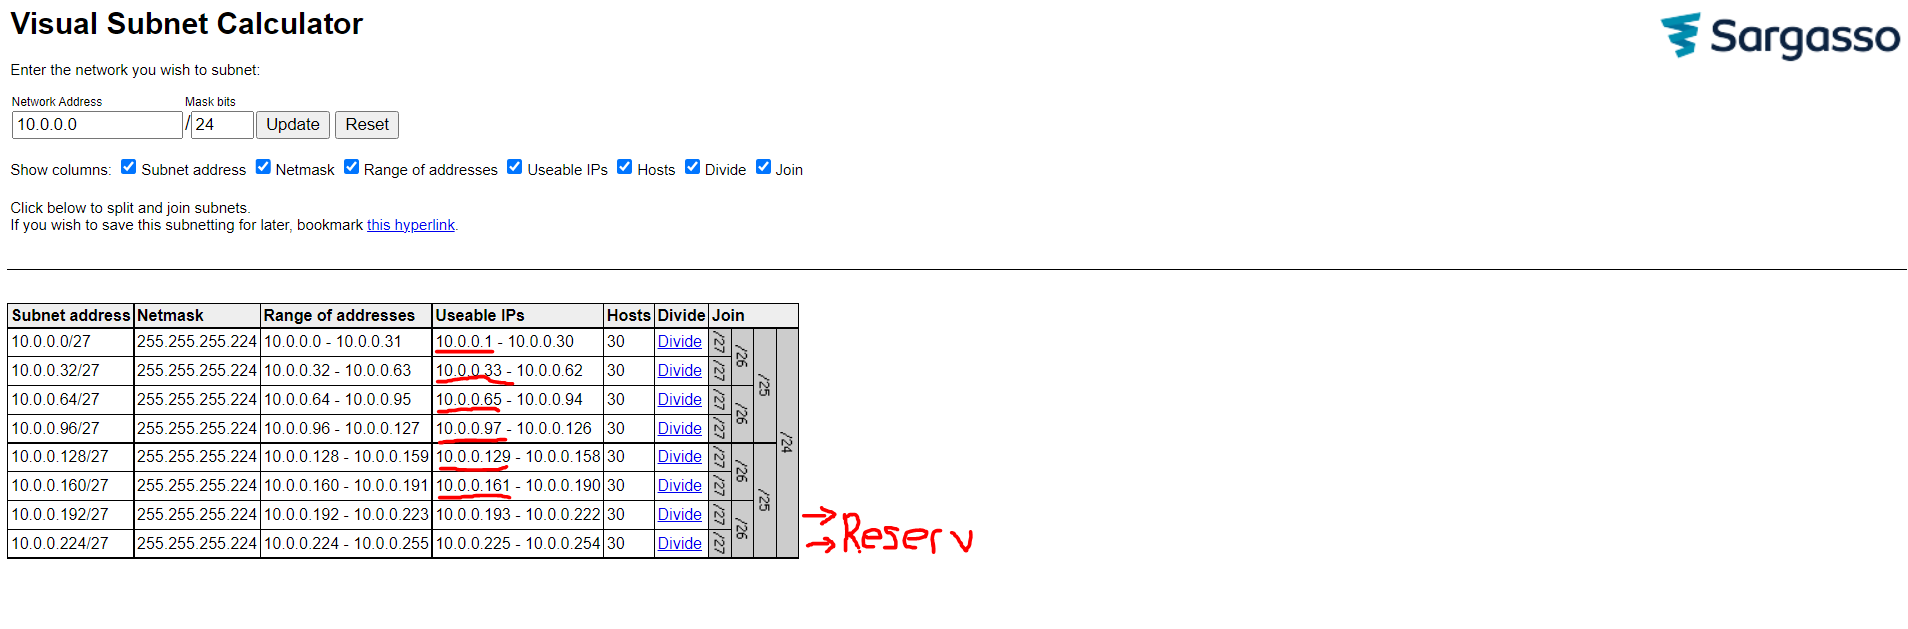 Visual Subnet Calculator
Sargasso
Enter the network you wish to subnet:
Network Address Mask bits
10.0.0.0 / 24 Update Reset
Show columns: Subnet address Netmask Range of addresses Useable IPs Hosts Divide Join
Click below to split and join subnets.
If you wish to save this subnetting for later, bookmark this hyperlink.
Subnet address Netmask Range of addresses Useable IPs Hosts Divide Join
10.0.0.0/27 255.255.255.224 10.0.0.0 - 10.0.0.31 10.0.0.1 - 10.0.0.30 30 Divide /27 /26 /25 /24
10.0.0.32/27 255.255.255.224 10.0.0.32 - 10.0.0.63 10.0.0.33 - 10.0.0.62 30 Divide /27
10.0.0.64/27 255.255.255.224 10.0.0.64 - 10.0.0.95 10.0.0.65 - 10.0.0.94 30 Divide /27 /26
10.0.0.96/27 255.255.255.224 10.0.0.96 - 10.0.0.127 10.0.0.97 - 10.0.0.126 30 Divide /27
10.0.0.128/27 255.255.255.224 10.0.0.128 - 10.0.0.159 10.0.0.129 - 10.0.0.158 30 Divide /27 /26 /25
10.0.0.160/27 255.255.255.224 10.0.0.160 - 10.0.0.191 10.0.0.161 - 10.0.0.190 30 Divide /27
10.0.0.192/27 255.255.255.224 10.0.0.192 - 10.0.0.223 10.0.0.193 - 10.0.0.222 30 Divide /27 /26
10.0.0.224/27 255.255.255.224 10.0.0.224 - 10.0.0.255 10.0.0.225 - 10.0.0.254 30 Divide /27
Reserv